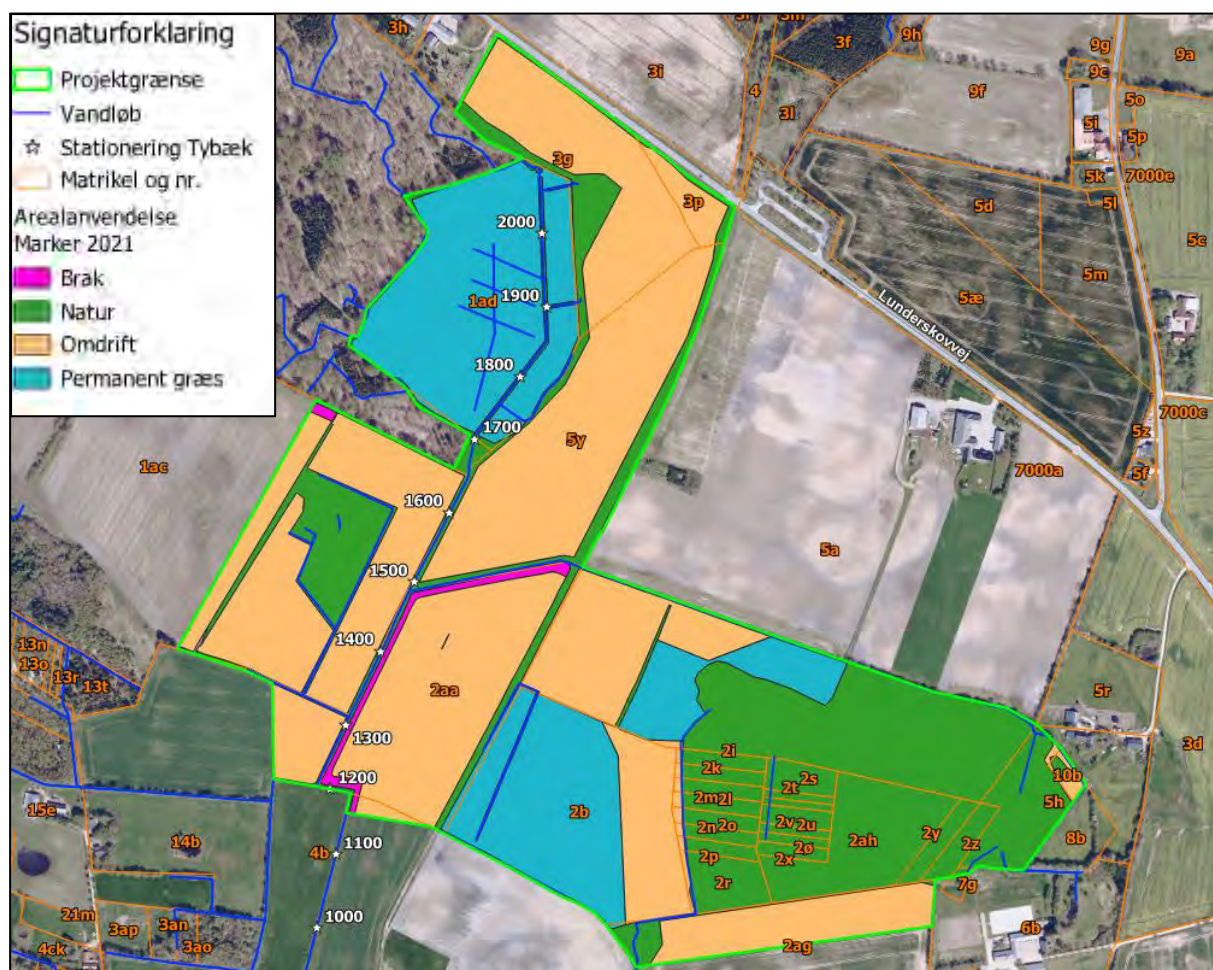 Signaturforklaring
Projektgrænse
Vandløb
Stationering Tybæk
Matrikel og nr.
Arealanvendelse
Marker 2021
Brak
Natur
Omdrift
Permanent græs
3h
3i
3m
3f
9h
9g
9c
9a
4
3l
9f
5i
5o
5p
5k
7000e
5l
3g
3p
5d
5c
5m
5æ
2000
1900
1ad
1800
1700
Lunderskovvej
7000c
5z
5f
7000a
5y
5a
1ac
1600
1500
1400
1300
1200
1100
1000
13n
13o
13r
13t
2aa
5r
3d
2i
2k
2s
2t
2m
2l
2v
2u
2n
2o
2ø
2p
2x
2r
2b
2ah
2y
2z
10b
5h
8b
7g
6b
2ag
15e
14b
4b
21m
3ap
3an
3ao
4ck